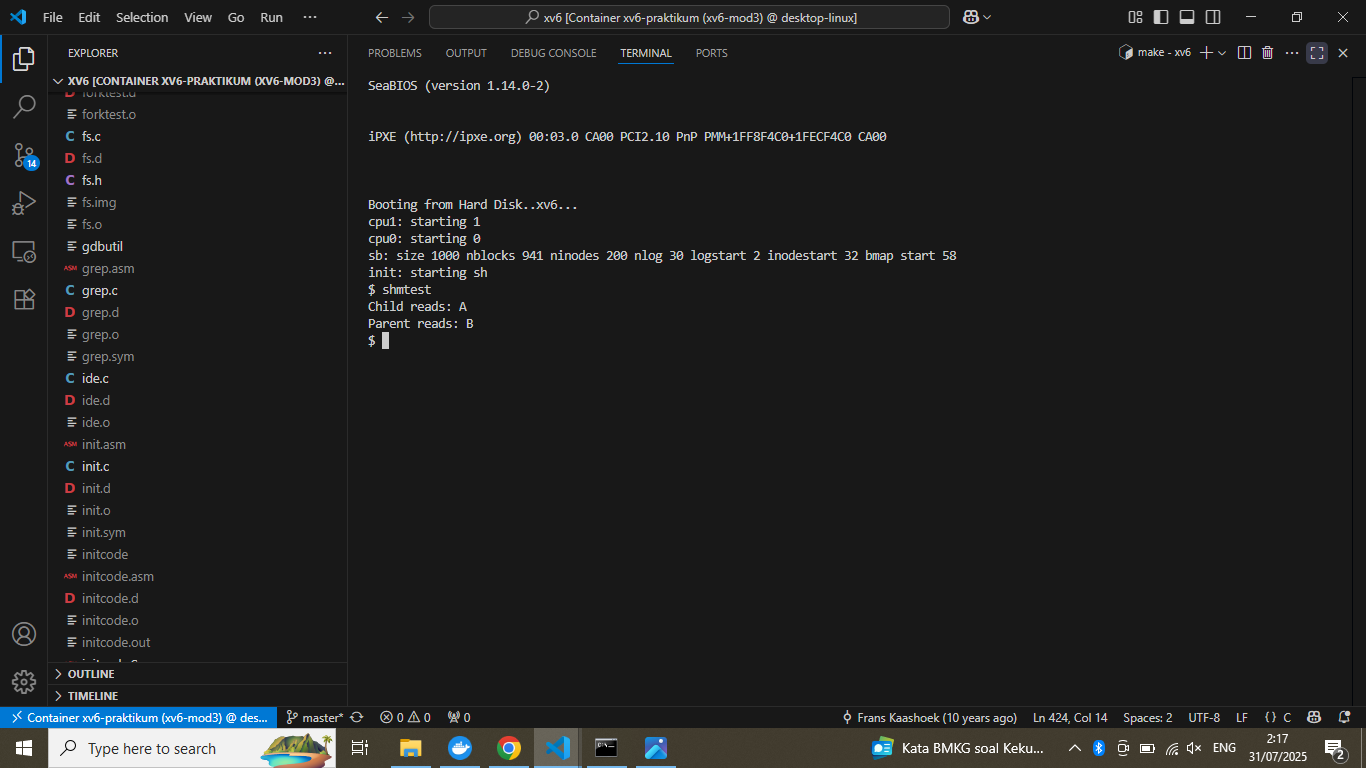 File Edit Selection View Go Run ···
xv6 [Container xv6-praktikum (xv6-mod3) @ desktop-linux]
EXPLORER ···
XV6 [CONTAINER XV6-PRAKTIKUM (XV6-MOD3) @...
D forktest.d
forktest.o
C fs.c
D fs.d
C fs.h
fs.img
fs.o
gdbutil
ASM grep.asm
C grep.c
D grep.d
grep.o
grep.sym
C ide.c
D ide.d
ide.o
ASM init.asm
C init.c
D init.d
init.o
init.sym
initcode
ASM initcode.asm
D initcode.d
initcode.o
initcode.out
OUTLINE
TIMELINE
14
PROBLEMS OUTPUT DEBUG CONSOLE TERMINAL PORTS
make - xv6
SeaBIOS (version 1.14.0-2)
iPXE (http://ipxe.org) 00:03.0 CA00 PCI2.10 PnP PMM+1FF8F4C0+1FECF4C0 CA00
Booting from Hard Disk..xv6...
cpu1: starting 1
cpu0: starting 0
sb: size 1000 nblocks 941 ninodes 200 nlog 30 logstart 2 inodestart 32 bmap start 58
init: starting sh
$ shmtest
Child reads: A
Parent reads: B
$
Container xv6-praktikum (xv6-mod3) @ des... master* 0 0 0 Frans Kaashoek (10 years ago) Ln 424, Col 14 Spaces: 2 UTF-8 LF {} C
Type here to search
Kata BMKG soal Keku... ENG
2:17
31/07/2025
2